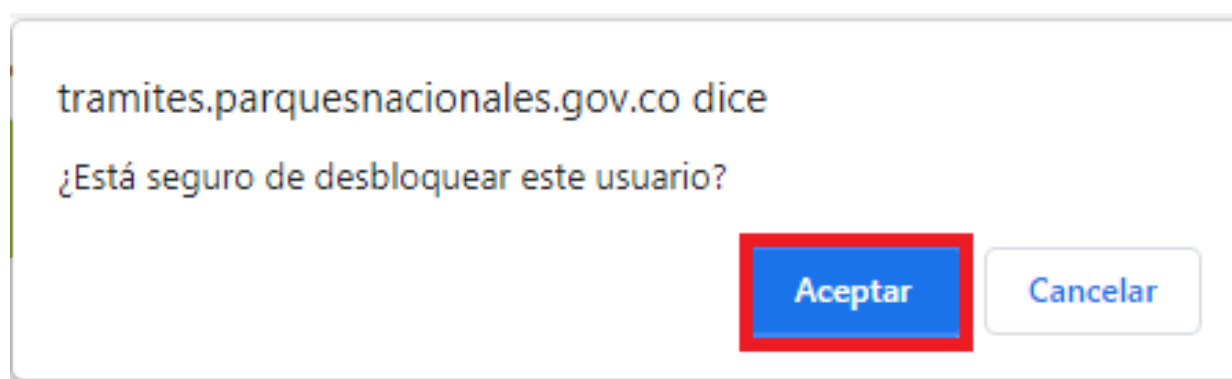 tramites.parquesnacionales.gov.co dice
¿Está seguro de desbloquear este usuario?
Aceptar Cancelar